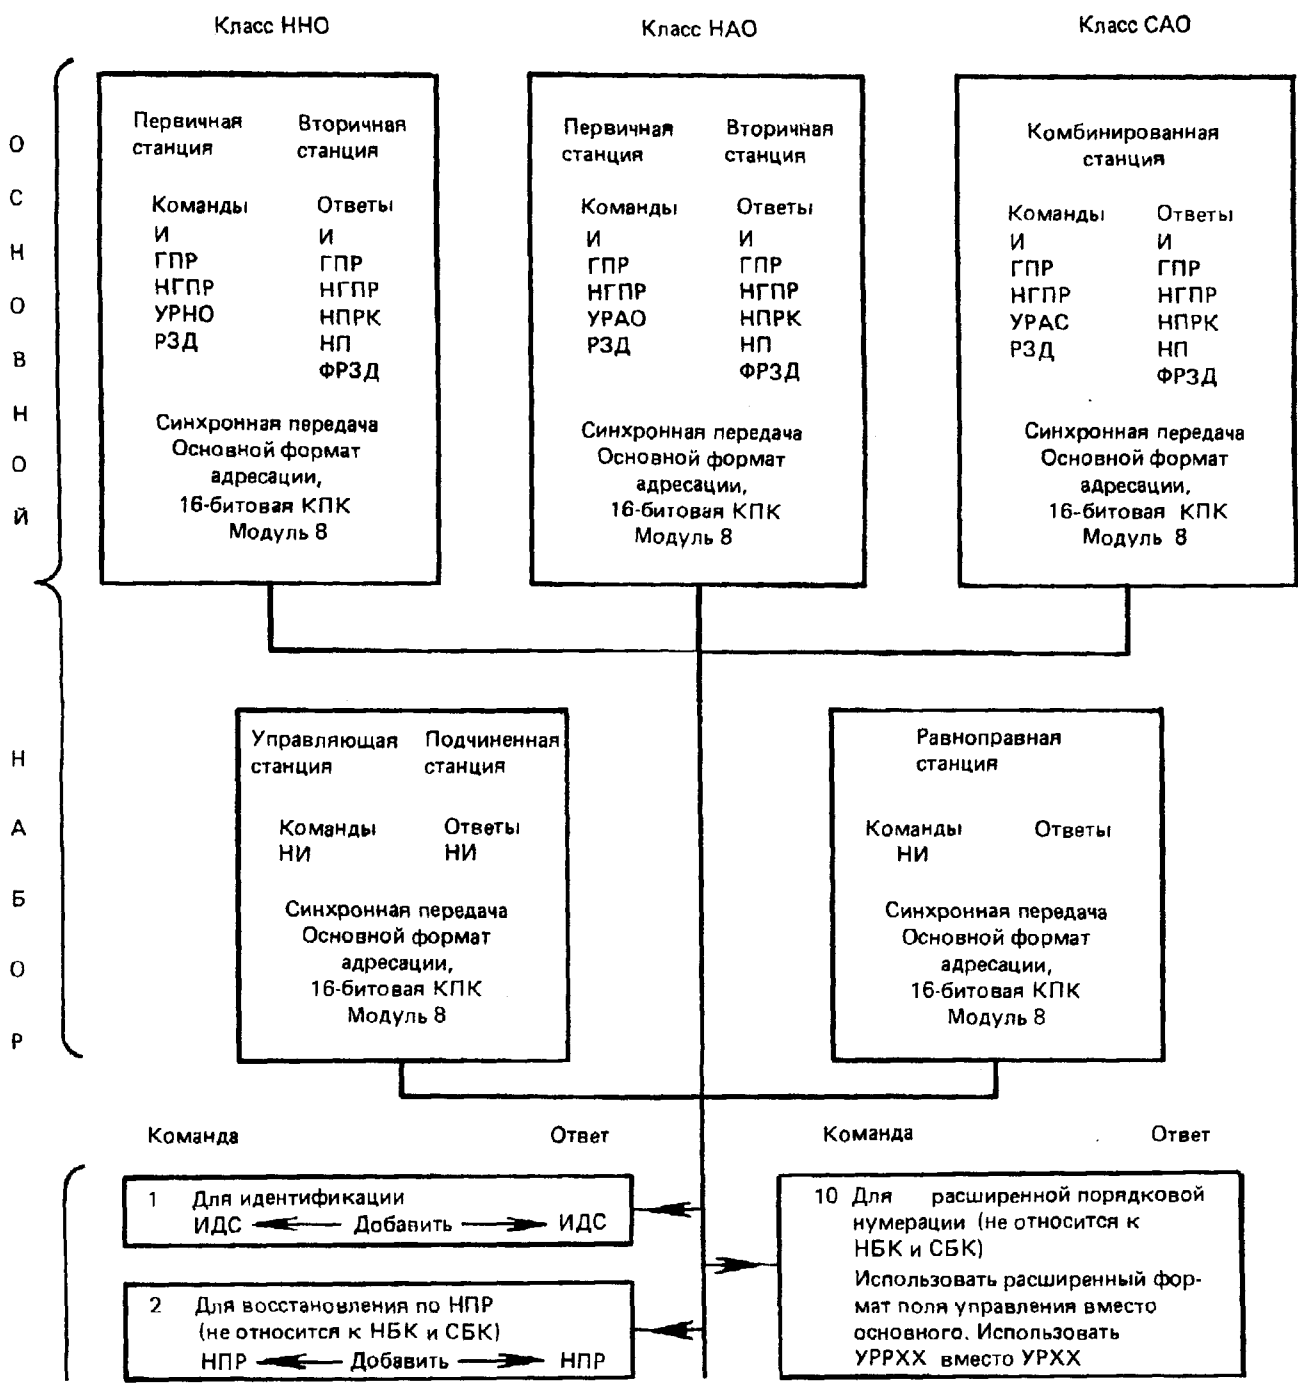 Класс ННО
Класс НАО
Класс САО
ОСНОВНОЙ
НАБОР
Первичная Вторичная
станция станция
Команды Ответы
И И
ГПР ГПР
НГПР НГПР
УРНО НПРК
РЗД НП
ФРЗД
Синхронная передача
Основной формат
адресации,
16-битовая КПК
Модуль 8
Первичная Вторичная
станция станция
Команды Ответы
И И
ГПР ГПР
НГПР НГПР
УРАО НПРК
РЗД НП
ФРЗД
Синхронная передача
Основной формат
адресации,
16-битовая КПК
Модуль 8
Комбинированная
станция
Команды Ответы
И И
ГПР ГПР
НГПР НГПР
УРАС НПРК
РЗД НП
ФРЗД
Синхронная передача
Основной формат
адресации,
16-битовая КПК
Модуль 8
Управляющая Подчиненная
станция станция
Команды Ответы
НИ НИ
Синхронная передача
Основной формат
адресации,
16-битовая КПК
Модуль 8
Равноправная
станция
Команды Ответы
НИ
Синхронная передача
Основной формат
адресации,
16-битовая КПК
Модуль 8
Команда Ответ
1 Для идентификации
ИДС Добавить ИДС
2 Для восстановления по НПР
(не относится к НБК и СБК)
НПР Добавить НПР
Команда Ответ
10 Для расширенной порядковой
нумерации (не относится к
НБК и СБК)
Использовать расширенный фор-
мат поля управления вместо
основного. Использовать
УРРХХ вместо УРХХ